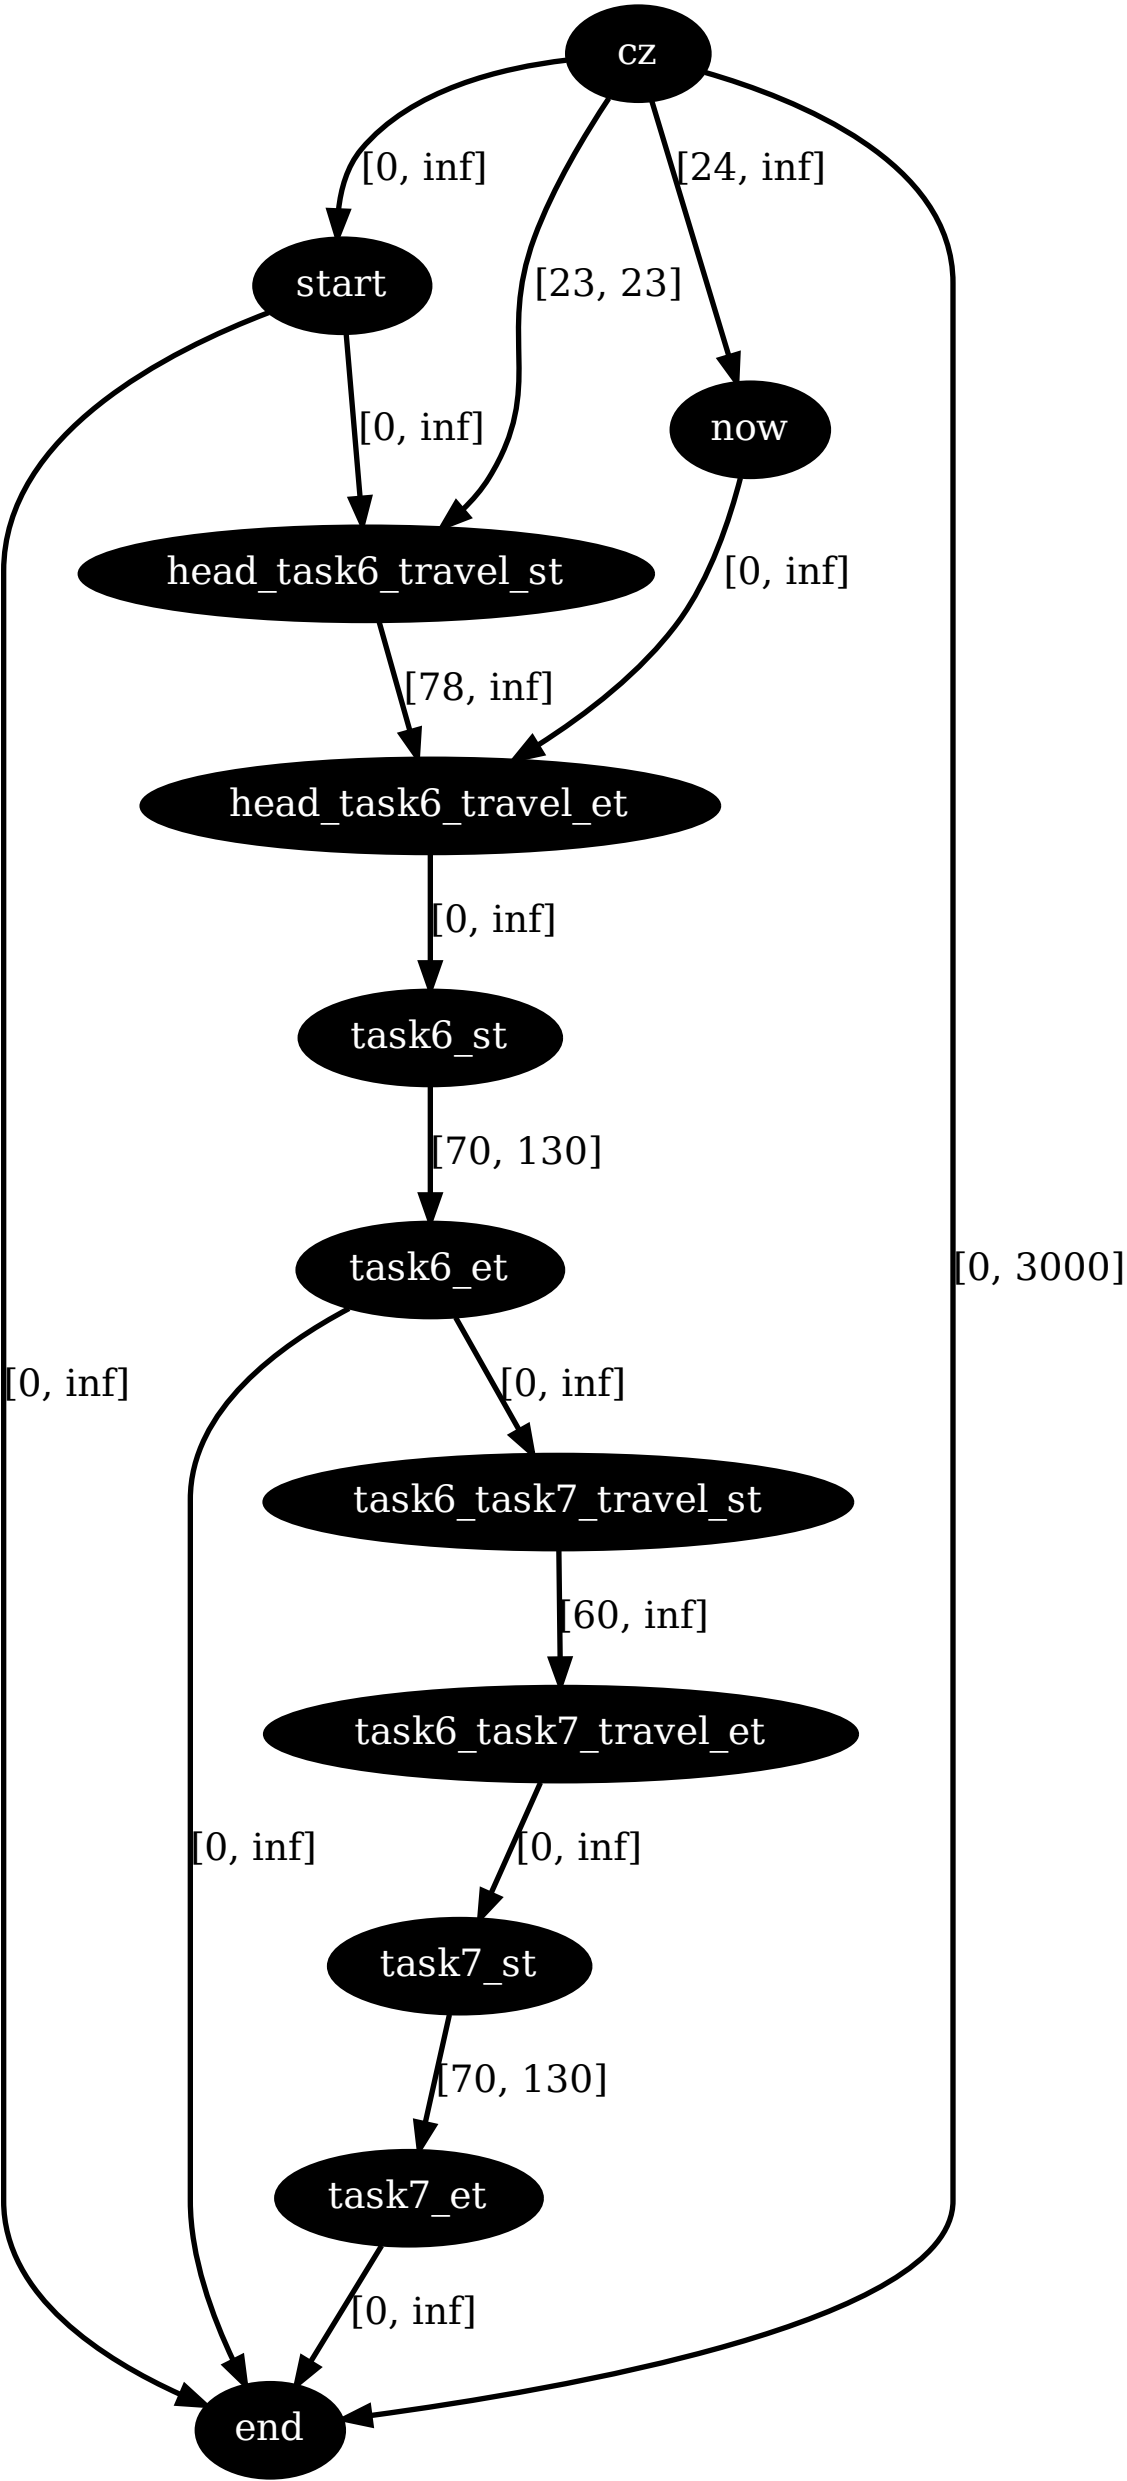 cz
[0, inf]
[24, inf]
start
[23, 23]
[0, inf]
now
head_task6_travel_st
[0, inf]
[78, inf]
head_task6_travel_et
[0, inf]
task6_st
[70, 130]
task6_et
[0, 3000]
[0, inf]
[0, inf]
task6_task7_travel_st
[60, inf]
task6_task7_travel_et
[0, inf]
[0, inf]
task7_st
[70, 130]
task7_et
[0, inf]
end